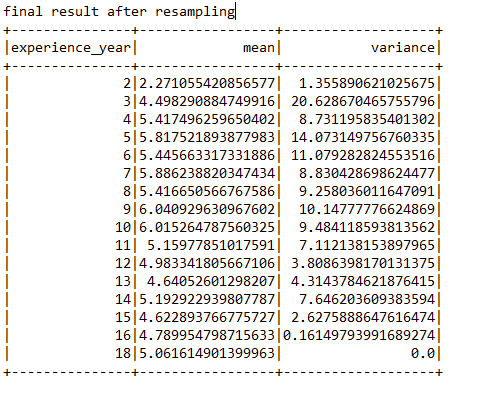 final result after resampling
+---------------+-----------------+-------------------+
|experience_year|             mean|           variance|
+---------------+-----------------+-------------------+
|              2|2.271055420856577|  1.355890621025675|
|              3|4.498290884749916| 20.628670465755796|
|              4|5.417496259650402|  8.731195835401302|
|              5|5.817521893877983| 14.073149756760335|
|              6|5.445663317331886| 11.079282824553516|
|              7|5.886238820347434|  8.830428698624477|
|              8|5.416650566767586|  9.258036011647091|
|              9|6.040929630967602|  10.14777776624869|
|             10|6.015264787560325|  9.484118593813562|
|             11| 5.15977851017591|  7.112138153897965|
|             12|4.983341805667106| 3.8086398170131375|
|             13| 4.64052601298207| 4.3143784621876415|
|             14|5.192922939807787|  7.646203609383594|
|             15|4.622893766775727| 2.6275888647616474|
|             16|4.789954798715633|0.16149793991689274|
|             18|5.061614901399963|                0.0|
+---------------+-----------------+-------------------+